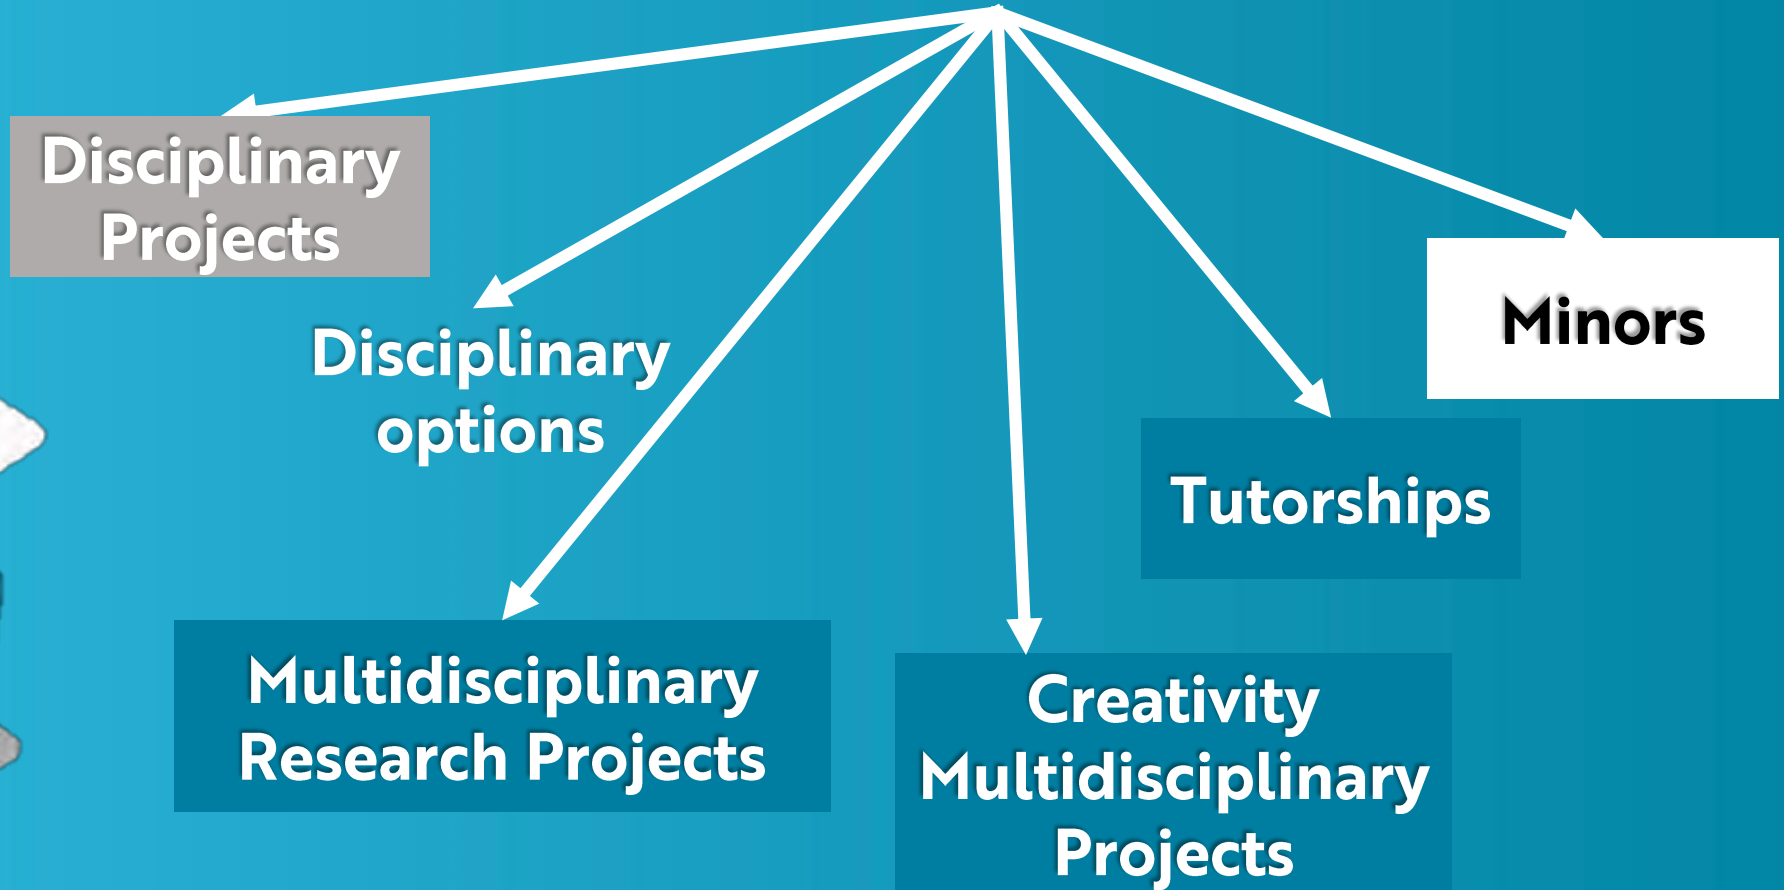 Disciplinary
Projects
Disciplinary
options
Minors
Tutorships
Multidisciplinary
Research Projects
Creativity
Multidisciplinary
Projects